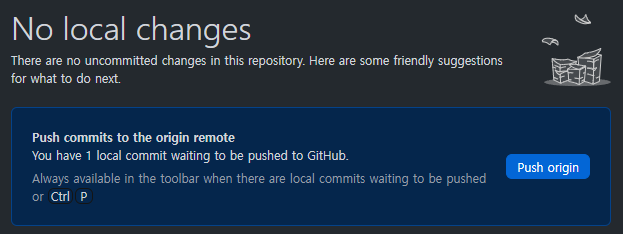 No local changes
There are no uncommitted changes in this repository. Here are some friendly suggestions
for what to do next.
Push commits to the origin remote
You have 1 local commit waiting to be pushed to GitHub.
Always available in the toolbar when there are local commits waiting to be pushed
or Ctrl P
Push origin